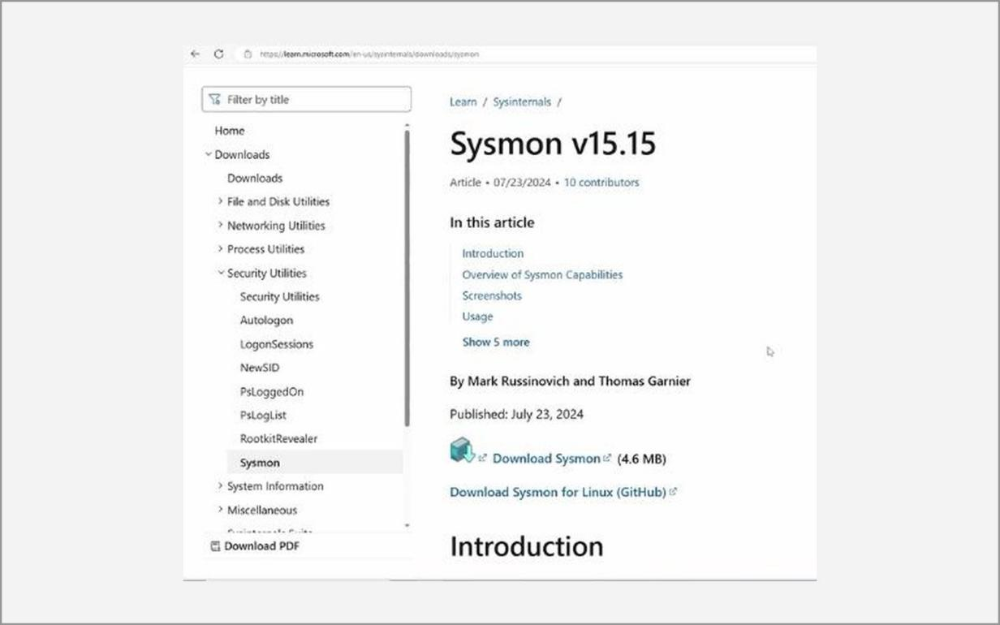 https://learn.microsoft.com/en-us/sysinternals/downloads/sysmon
Filter by title
Home
Downloads
Downloads
File and Disk Utilities
Networking Utilities
Process Utilities
Security Utilities
Security Utilities
Autologon
LogonSessions
NewSID
PsLoggedOn
PsLogList
RootkitRevealer
Sysmon
System Information
Miscellaneous
Sysinternals Suite
Download PDF
Learn / Sysinternals /
Sysmon v15.15
Article • 07/23/2024 • 10 contributors
In this article
Introduction
Overview of Sysmon Capabilities
Screenshots
Usage
Show 5 more
By Mark Russinovich and Thomas Garnier
Published: July 23, 2024
Download Sysmon (4.6 MB)
Download Sysmon for Linux (GitHub)
Introduction